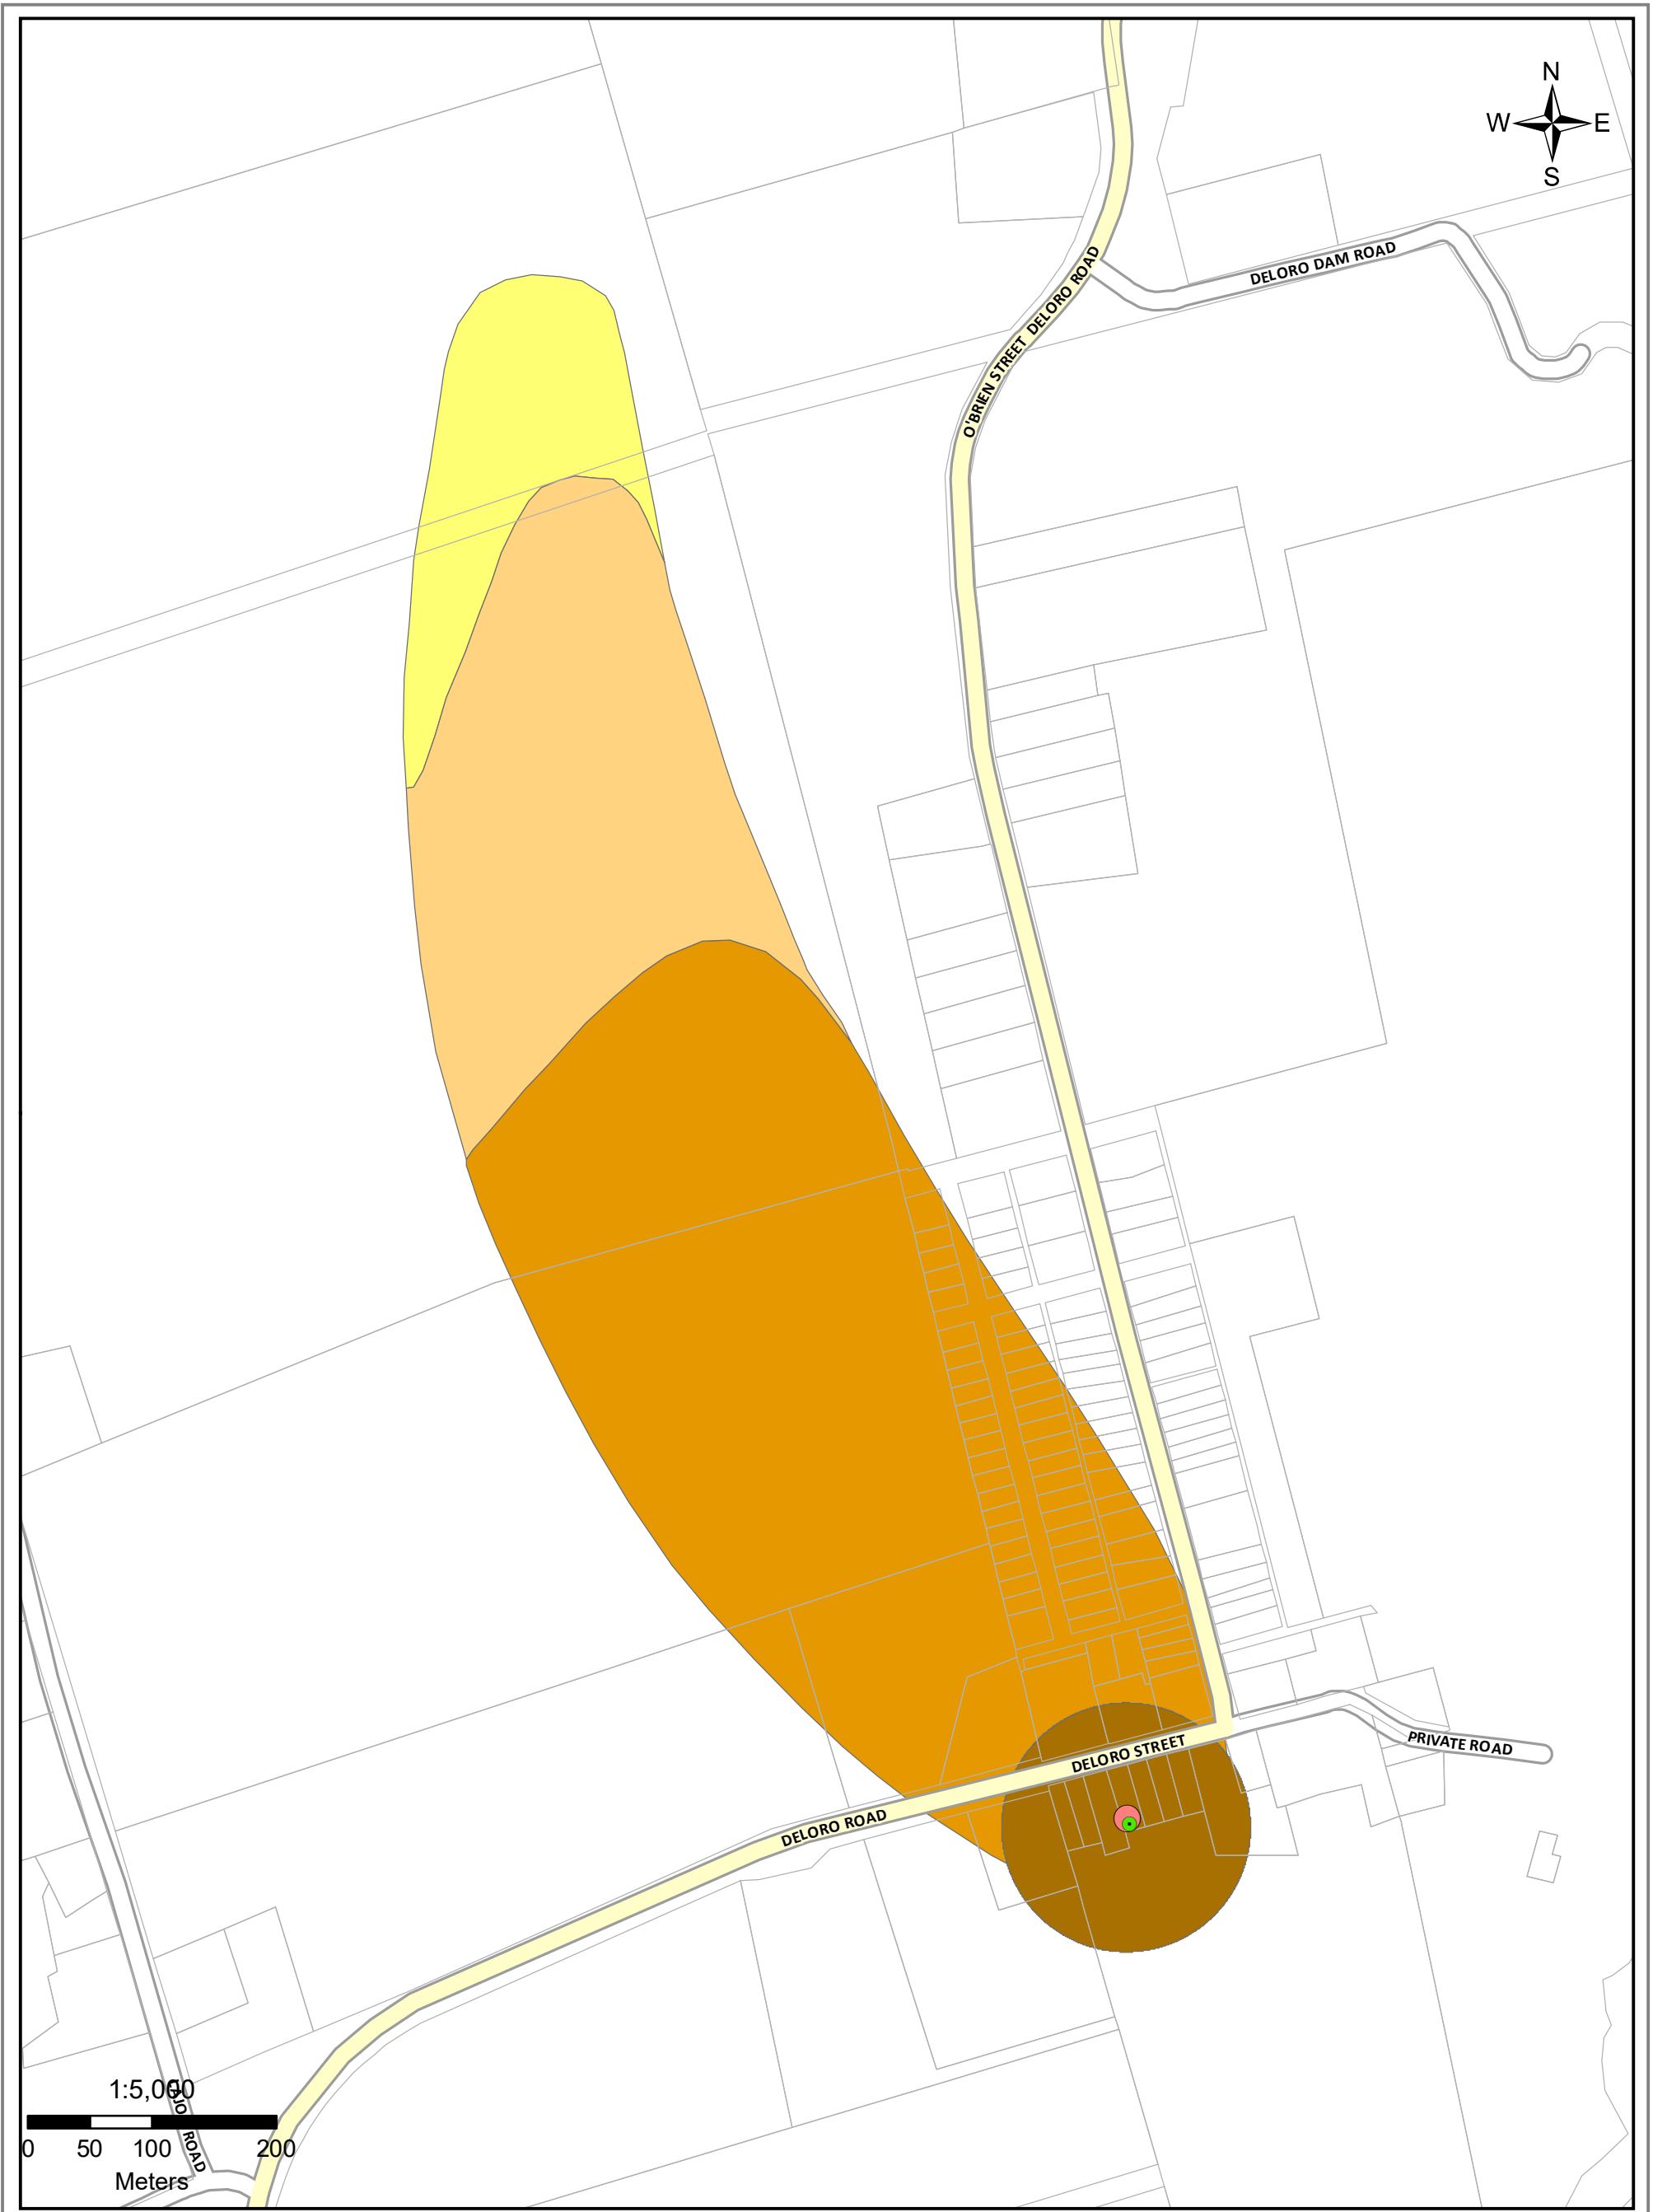 N
W E
S
DELORO DAM ROAD
O'BRIEN STREET DELORO ROAD
PRIVATE ROAD
DELORO STREET
DELORO ROAD
1:5,000
ROAD
0 50 100 200
Meters